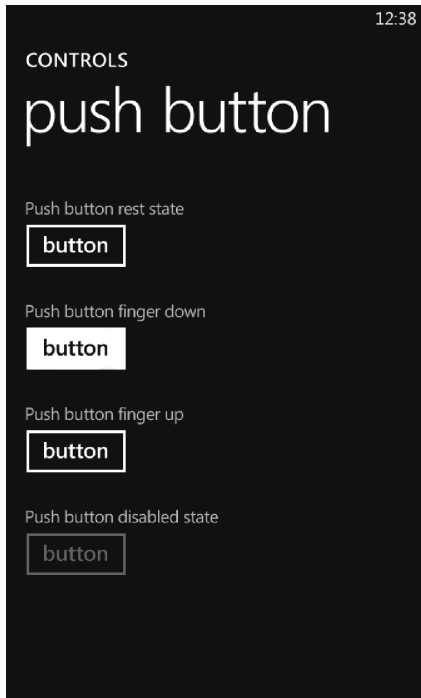 12:38
CONTROLS
push button
Push button rest state
button
Push button finger down
button
Push button finger up
button
Push button disabled state
button